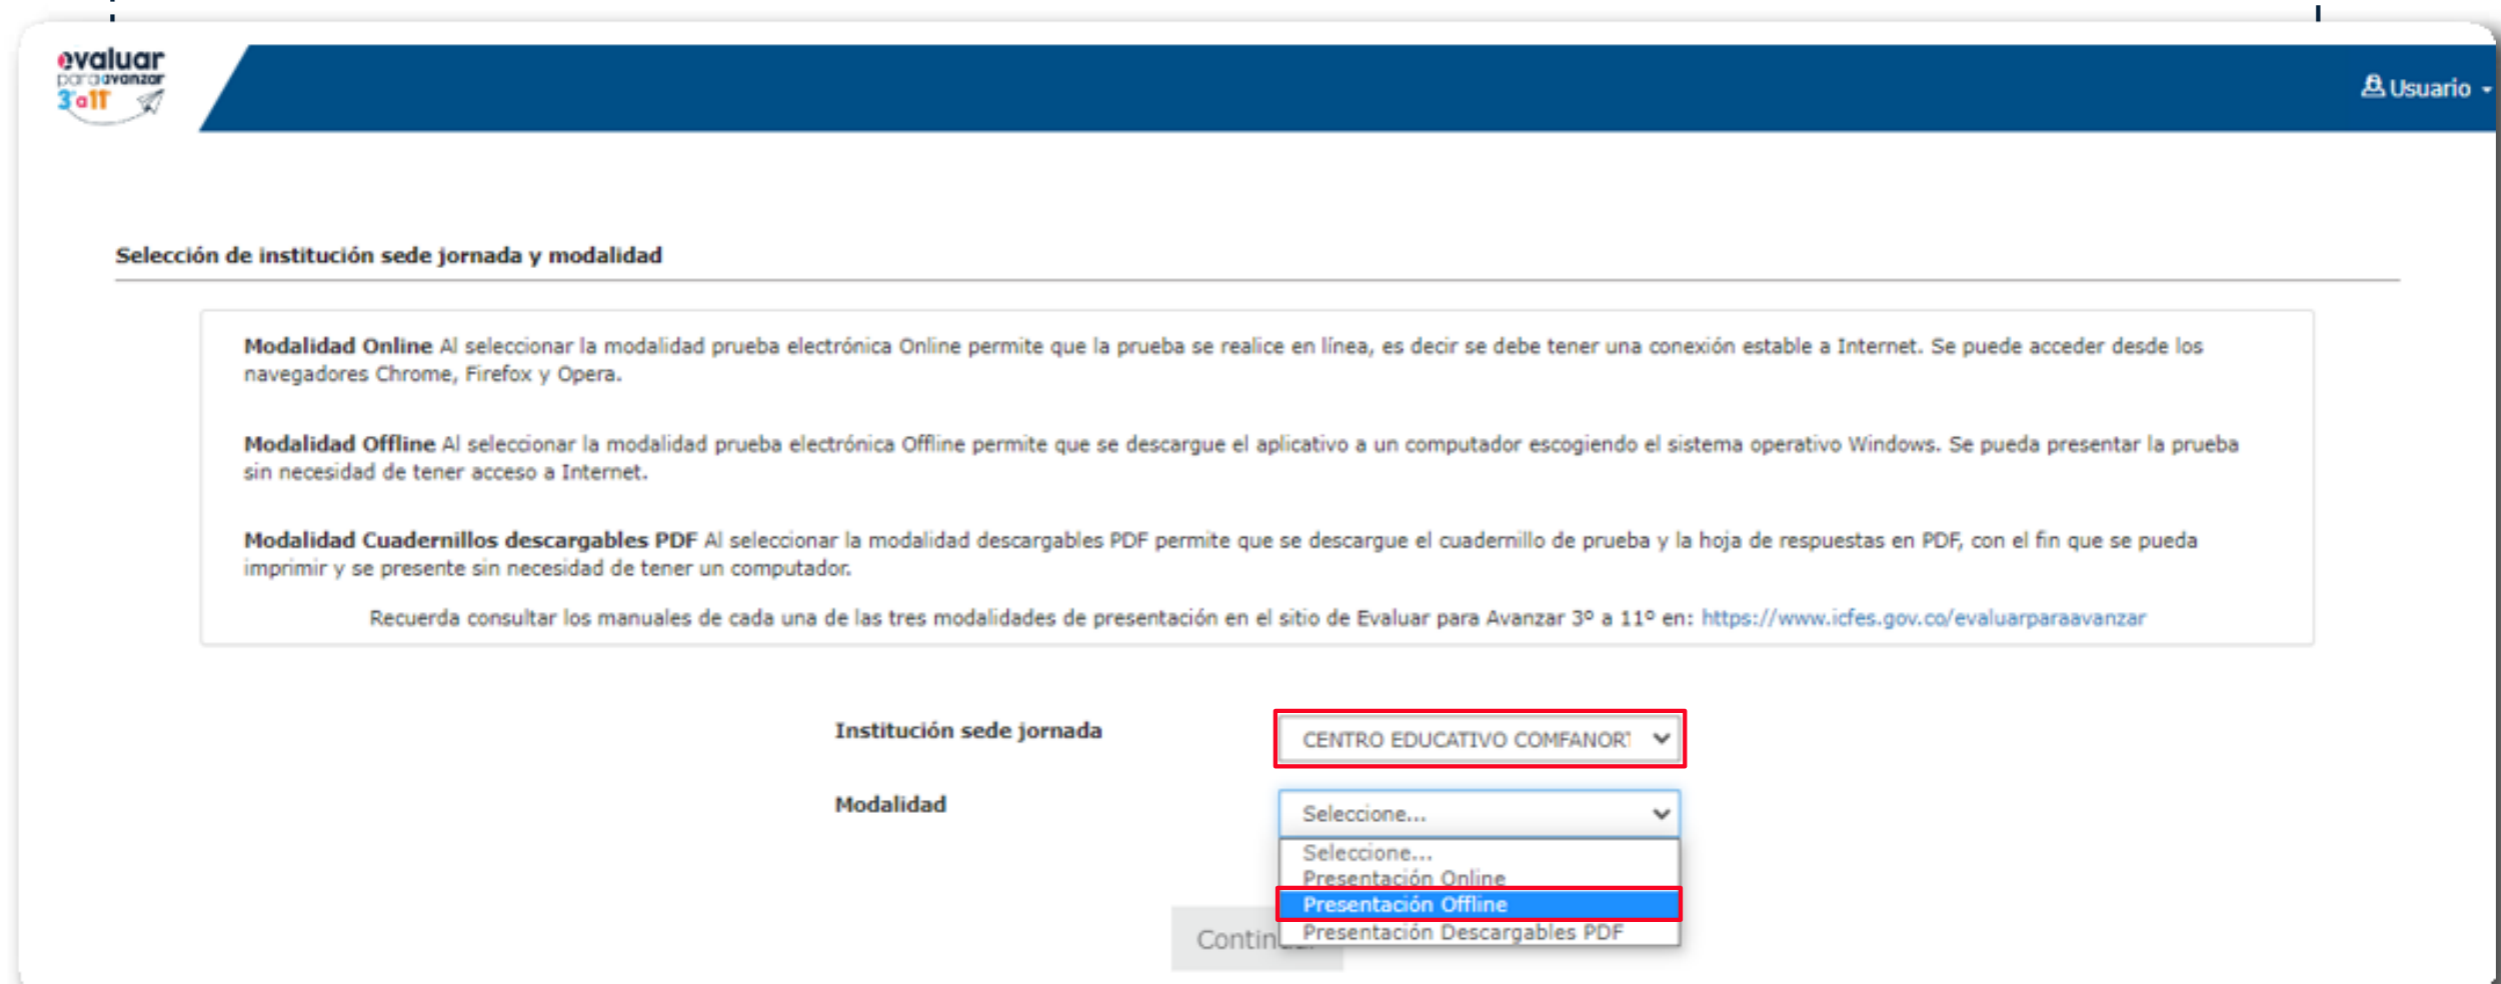 evaluar
para avanzar
3°a11°
Usuario
Selección de institución sede jornada y modalidad
Modalidad Online Al seleccionar la modalidad prueba electrónica Online permite que la prueba se realice en línea, es decir se debe tener una conexión estable a Internet. Se puede acceder desde los
navegadores Chrome, Firefox y Opera.
Modalidad Offline Al seleccionar la modalidad prueba electrónica Offline permite que se descargue el aplicativo a un computador escogiendo el sistema operativo Windows. Se pueda presentar la prueba
sin necesidad de tener acceso a Internet.
Modalidad Cuadernillos descargables PDF Al seleccionar la modalidad descargables PDF permite que se descargue el cuadernillo de prueba y la hoja de respuestas en PDF, con el fin que se pueda
imprimir y se presente sin necesidad de tener un computador.
Recuerda consultar los manuales de cada una de las tres modalidades de presentación en el sitio de Evaluar para Avanzar 3º a 11º en: https://www.icfes.gov.co/evaluarparaavanzar
Institución sede jornada
CENTRO EDUCATIVO COMFANORT
Modalidad
Seleccione...
Seleccione...
Presentación Online
Presentación Offline
Presentación Descargables PDF
Contin